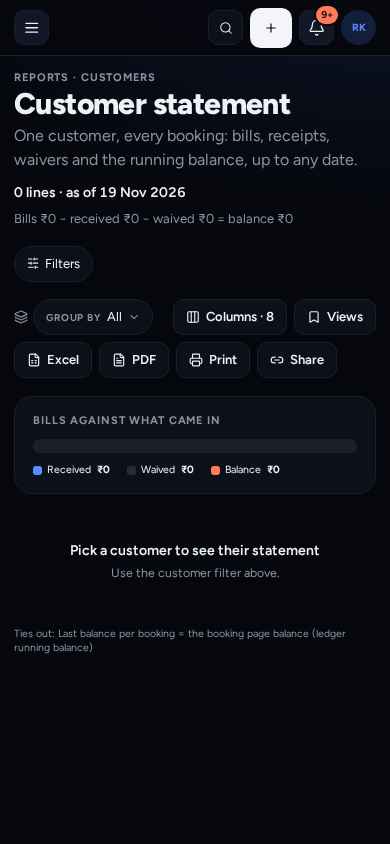 9+
RK
REPORTS · CUSTOMERS
Customer statement
One customer, every booking: bills, receipts,
waivers and the running balance, up to any date.
0 lines · as of 19 Nov 2026
Bills ₹0 − received ₹0 − waived ₹0 = balance ₹0
Filters
GROUP BY All
Columns · 8
Views
Excel
PDF
Print
Share
BILLS AGAINST WHAT CAME IN
Received ₹0 Waived ₹0 Balance ₹0
Pick a customer to see their statement
Use the customer filter above.
Ties out: Last balance per booking = the booking page balance (ledger
running balance)